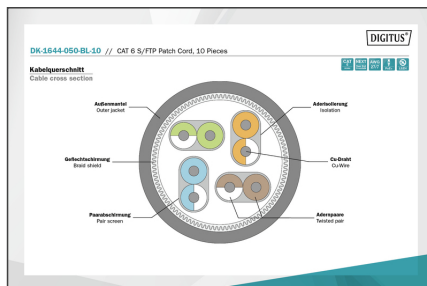 DIGITUS®
DK-1644-050-BL-10 // CAT 6 S/FTP Patch Cord, 10 Pieces
Kabelquerschnitt
Cable cross section
Außenmantel
Outer jacket
Aderisolierung
Isolation
Geflechtschirmung
Braid shield
Cu-Draht
Cu-Wire
Paarabschirmung
Pair screen
Adernpaare
Twisted pair